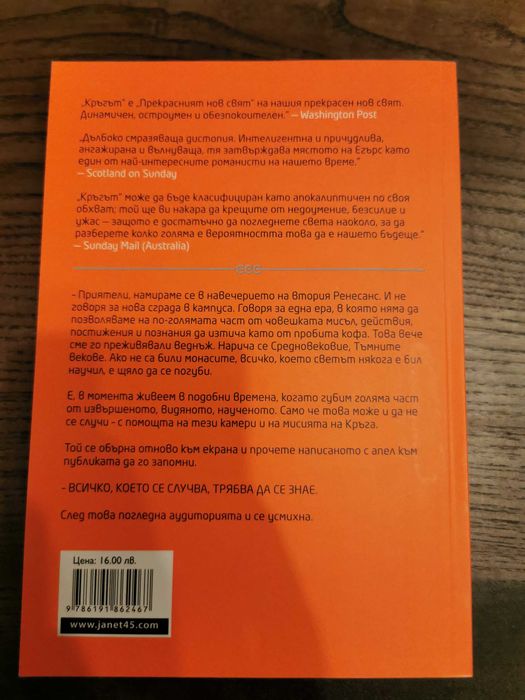 „Кръгът“ е „Прекрасният нов свят“ на нашия прекрасен нов свят.
Динамичен, остроумен и обезпокоителен.“ – Washington Post
„Дълбоко смразяваща дистопия. Интелигентна и причудлива,
ангажирана и вълнуваща, тя затвърждава мястото на Егърс като
един от най-интересните романисти на нашето време.“
– Scotland on Sunday
„Кръгът“ може да бъде класифициран като апокалиптичен по своя
обхват; той ще ви накара да крещите от недоумение, безсилие и
ужас – защото е достатъчно да погледнете света наоколо, за да
разберете колко голяма е вероятността това да е нашето бъдеще.“
– Sunday Mail (Australia)
- Приятели, намираме се в навечерието на втория Ренесанс. И не
говоря за нова сграда в кампуса. Говоря за една ера, в която няма да
позволяваме на по-голямата част от човешката мисъл, действия,
постижения и познания да изтича като от пробита кофа. Това вече
сме го преживявали веднъж. Нарича се Средновековие, Тъмните
векове. Ако не са били монасите, всичко, което светът някога е бил
научил, е щяло да се погуби.
Е, в момента живеем в подобни времена, когато губим голяма част
от извършеното, видяното, наученото. Само че това може и да не
се случи - с помощта на тези камери и на мисията на Кръга.
Той се обърна отново към екрана и прочете написаното с апел към
публиката да го запомни.
- ВСИЧКО, КОЕТО СЕ СЛУЧВА, ТРЯБВА ДА СЕ ЗНАЕ.
След това погледна аудиторията и се усмихна.
Цена: 16.00 лв.
9 786191 862467
www.janet45.com